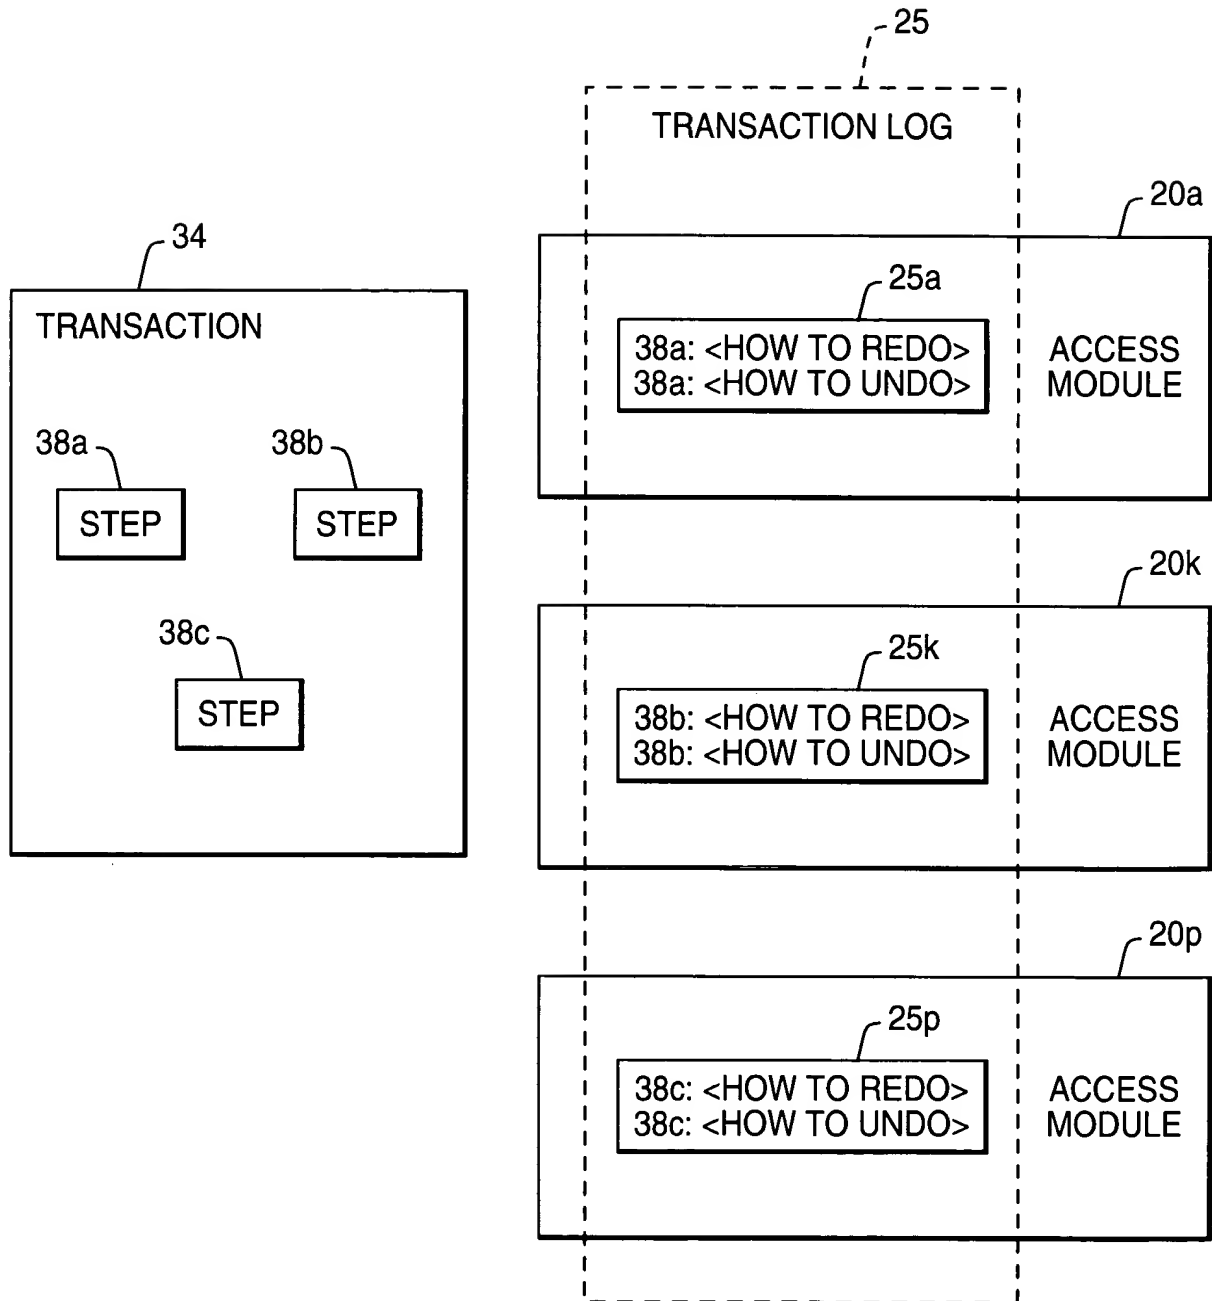 25
TRANSACTION LOG
20a
34
25a
TRANSACTION
38a: <HOW TO REDO>
38a: <HOW TO UNDO>
ACCESS
MODULE
38a
38b
STEP
STEP
20k
38c
25k
STEP
38b: <HOW TO REDO>
38b: <HOW TO UNDO>
ACCESS
MODULE
20p
25p
38c: <HOW TO REDO>
38c: <HOW TO UNDO>
ACCESS
MODULE